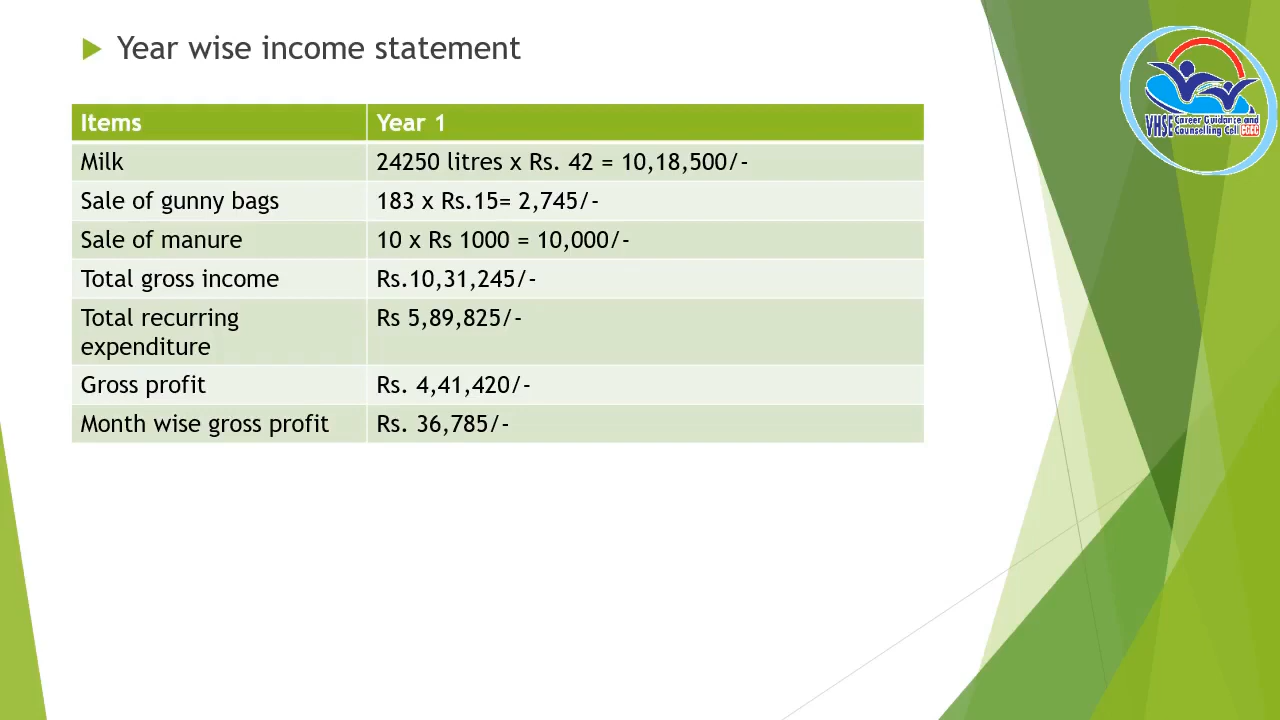 Year wise income statement
VHSE Career Guidance and
Counselling Cell CGCC
Items Year 1
Milk 24250 litres x Rs. 42 = 10,18,500/-
Sale of gunny bags 183 x Rs.15= 2,745/-
Sale of manure 10 x Rs 1000 = 10,000/-
Total gross income Rs.10,31,245/-
Total recurring Rs 5,89,825/-
expenditure
Gross profit Rs. 4,41,420/-
Month wise gross profit Rs. 36,785/-